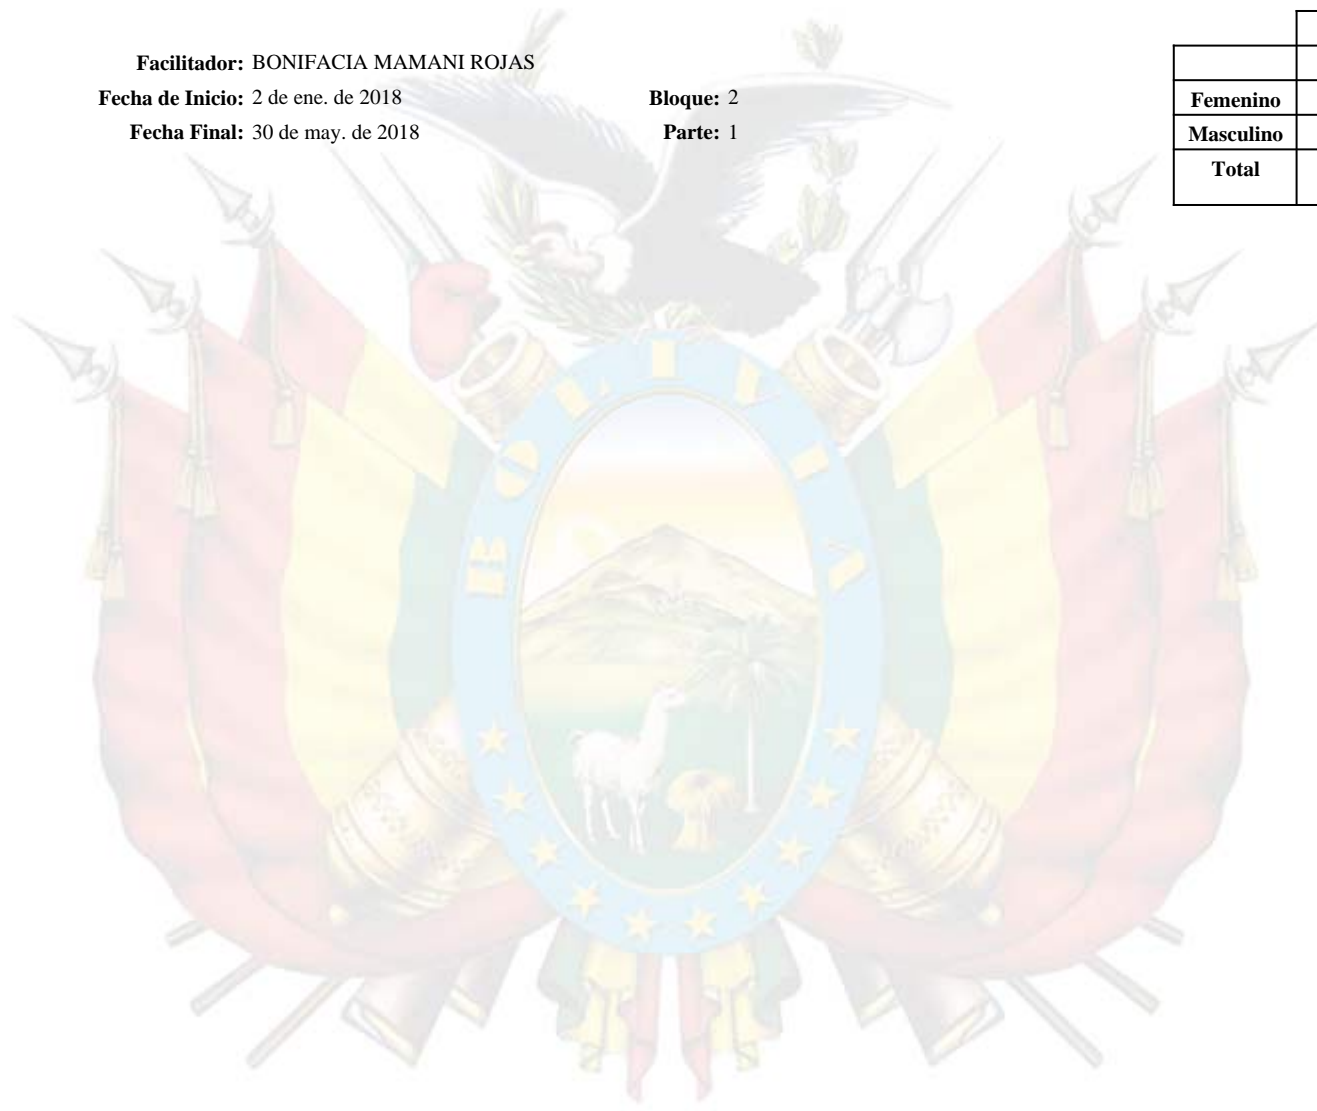 Facilitador: BONIFACIA MAMANI ROJAS
Fecha de Inicio: 2 de ene. de 2018 Bloque: 2
Fecha Final: 30 de may. de 2018 Parte: 1
Femenino
Masculino
Total
BOLIVIA